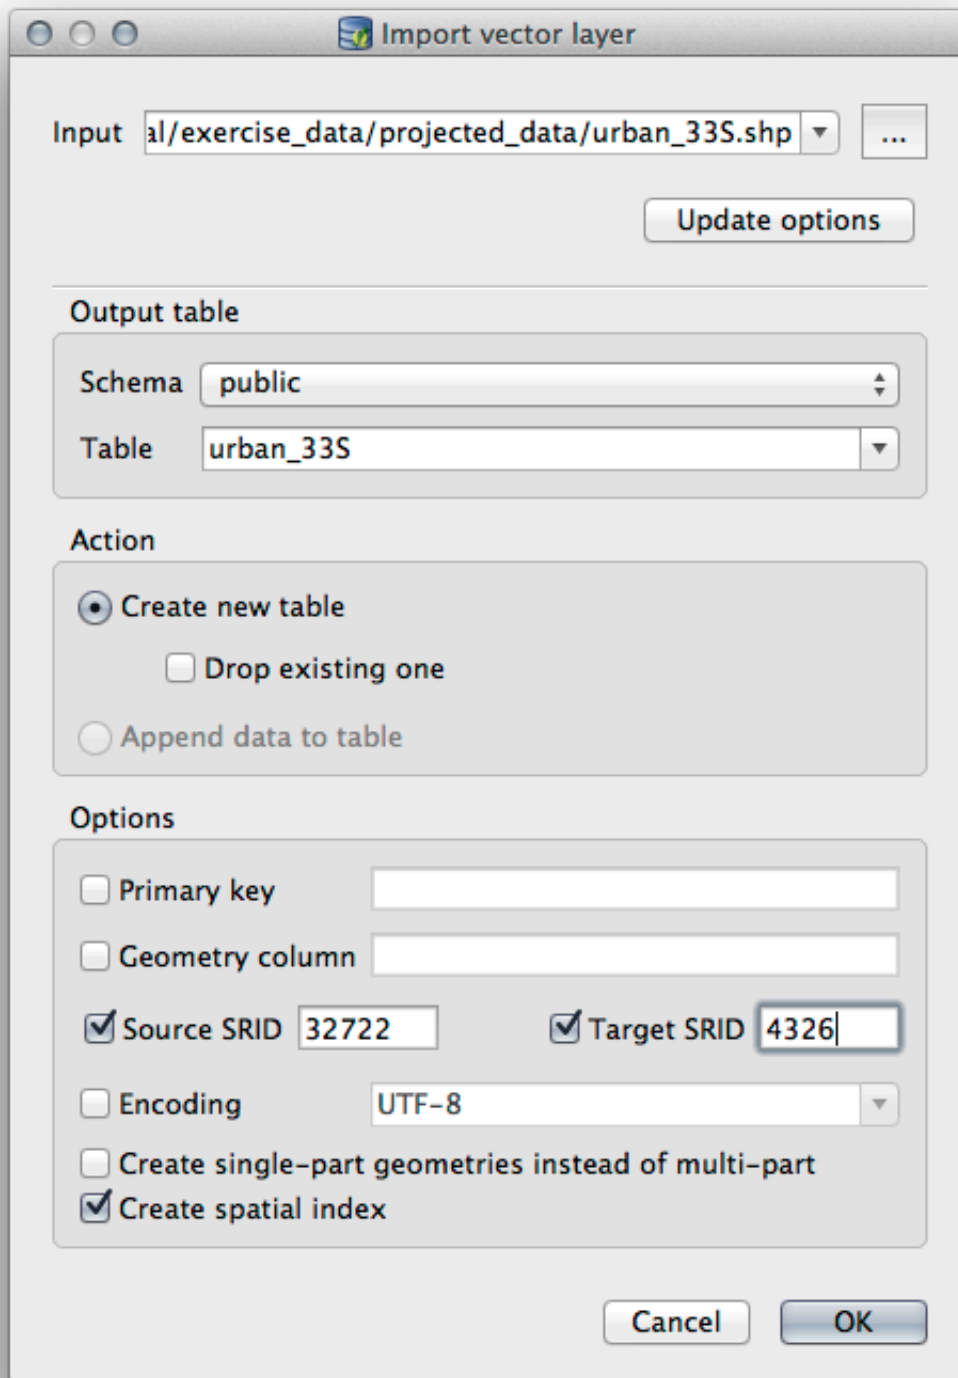 Import vector layer
Input al/exercise_data/projected_data/urban_33S.shp ...
Update options
Output table
Schema public
Table urban_33S
Action
Create new table
Drop existing one
Append data to table
Options
Primary key
Geometry column
Source SRID 32722 Target SRID 4326
Encoding UTF-8
Create single-part geometries instead of multi-part
Create spatial index
Cancel OK